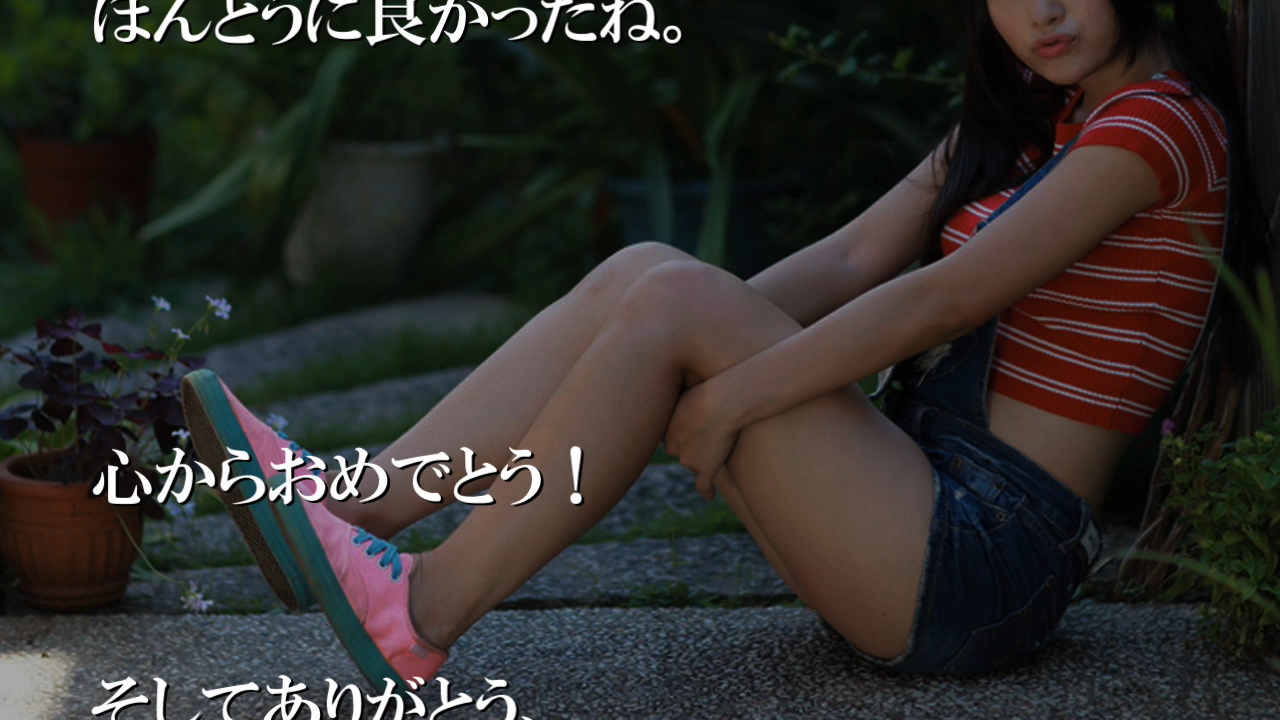 ほんとうに良かったね。
心からおめでとう！
そしてありがとう、